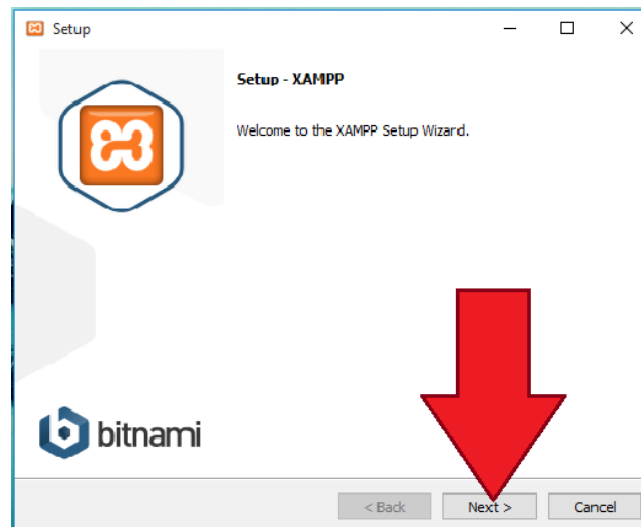 Setup
Setup - XAMPP
Welcome to the XAMPP Setup Wizard.
bitnami
< Back
Next >
Cancel